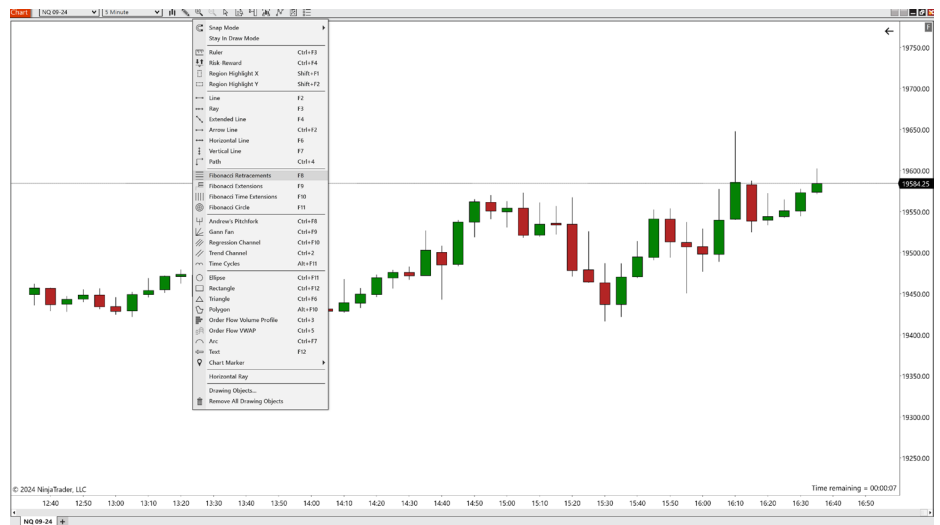 Chart NQ 09-24 5 Minute
F
Snap Mode
Stay In Draw Mode
Ruler Ctrl+F3
Risk-Reward Ctrl+F4
Region Highlight X Shift+F1
Region Highlight Y Shift+F2
Line F2
Ray F3
Extended Line F4
Arrow Line Ctrl+F2
Horizontal Line F6
Vertical Line F7
Path Ctrl+4
Fibonacci Retracements F8
Fibonacci Extensions F9
Fibonacci Time Extensions F10
Fibonacci Circle F11
Andrew's Pitchfork Ctrl+F8
Gann Fan Ctrl+F9
Regression Channel Ctrl+F10
Trend Channel Ctrl+2
Time Cycles Alt+F11
Ellipse Ctrl+F11
Rectangle Ctrl+F12
Triangle Ctrl+F6
Polygon Alt+F10
Order Flow Volume Profile Ctrl+3
Order Flow VWAP Ctrl+5
Arc Ctrl+F7
Text F12
Chart Marker
Horizontal Ray
Drawing Objects...
Remove All Drawing Objects
19750.00
19700.00
19650.00
19600.00
19584.25
19550.00
19500.00
19450.00
19400.00
19350.00
19300.00
19250.00
© 2024 NinjaTrader, LLC
Time remaining = 00:00:07
12:40 12:50 13:00 13:10 13:20 13:30 13:40 13:50 14:00 14:10 14:20 14:30 14:40 14:50 15:00 15:10 15:20 15:30 15:40 15:50 16:00 16:10 16:20 16:30 16:40 16:50
NQ 09-24 +